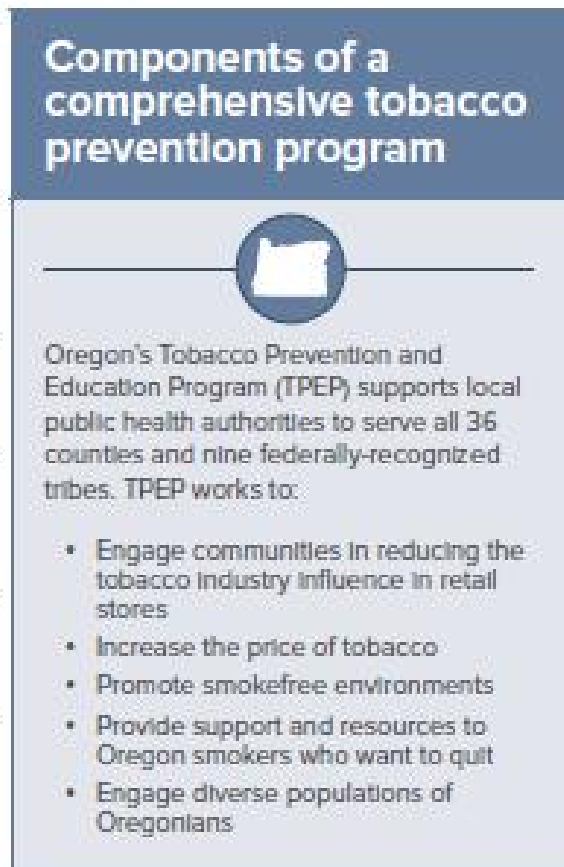 Components of a
comprehensive tobacco
prevention program
Oregon's Tobacco Prevention and
Education Program (TPEP) supports local
public health authorities to serve all 36
counties and nine federally-recognized
tribes. TPEP works to:
• Engage communities in reducing the
tobacco industry influence in retail
stores
• Increase the price of tobacco
• Promote smokefree environments
• Provide support and resources to
Oregon smokers who want to quit
• Engage diverse populations of
Oregonians